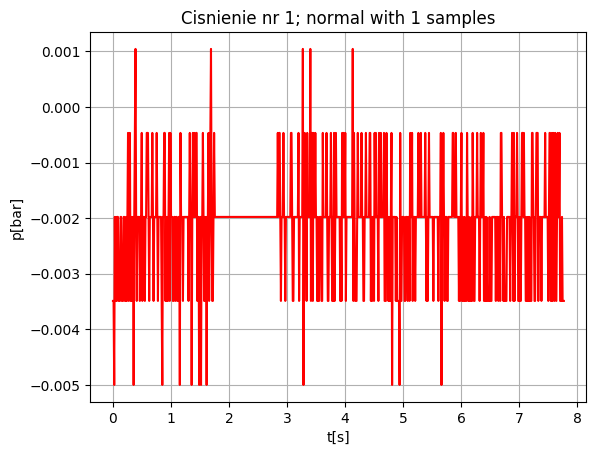 Cisnienie nr 1; normal with 1 samples
0.001
0.000
−0.001
−0.002
−0.003
−0.004
−0.005
p[bar]
0 1 2 3 4 5 6 7 8
t[s]